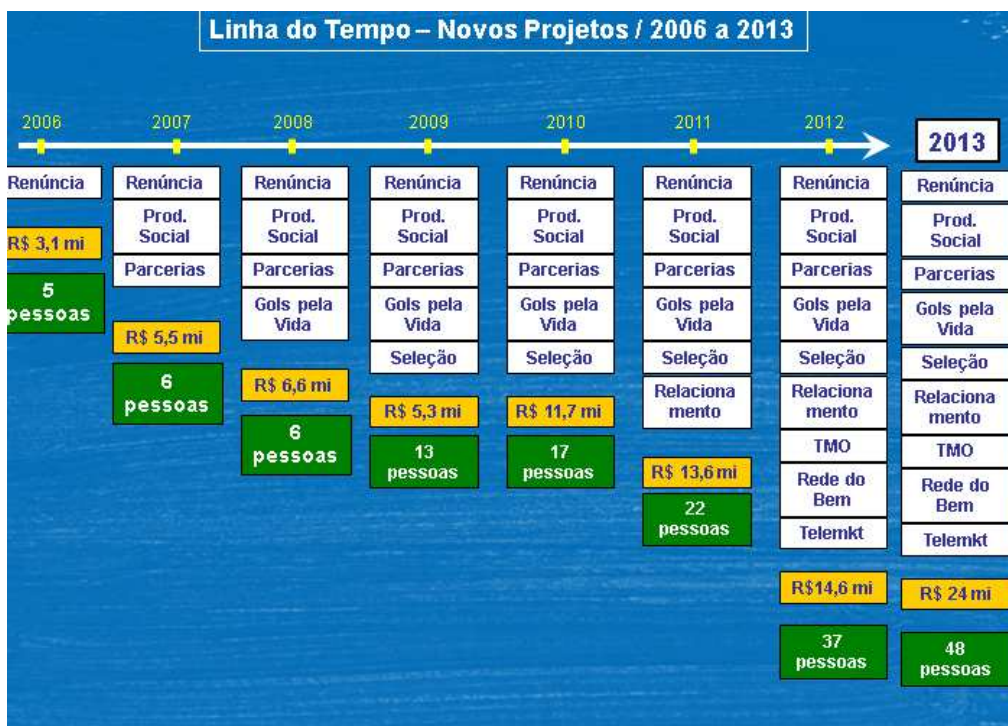 Linha do Tempo – Novos Projetos / 2006 a 2013
2006
2007
2008
2009
2010
2011
2012
2013
Renúncia
R$ 3,1 mi
5
pessoas
Renúncia
Prod.
Social
Parcerias
R$ 5,5 mi
6
pessoas
Renúncia
Prod.
Social
Parcerias
Gols pela
Vida
R$ 6,6 mi
6
pessoas
Renúncia
Prod.
Social
Parcerias
Gols pela
Vida
Seleção
R$ 5,3 mi
13
pessoas
Renúncia
Prod.
Social
Parcerias
Gols pela
Vida
Seleção
R$ 11,7 mi
17
pessoas
Renúncia
Prod.
Social
Parcerias
Gols pela
Vida
Seleção
Relaciona
mento
R$ 13,6 mi
22
pessoas
Renúncia
Prod.
Social
Parcerias
Gols pela
Vida
Seleção
Relaciona
mento
TMO
Rede do
Bem
Telemkt
R$14,6 mi
37
pessoas
Renúncia
Prod.
Social
Parcerias
Gols pela
Vida
Seleção
Relaciona
mento
TMO
Rede do
Bem
Telemkt
R$ 24 mi
48
pessoas